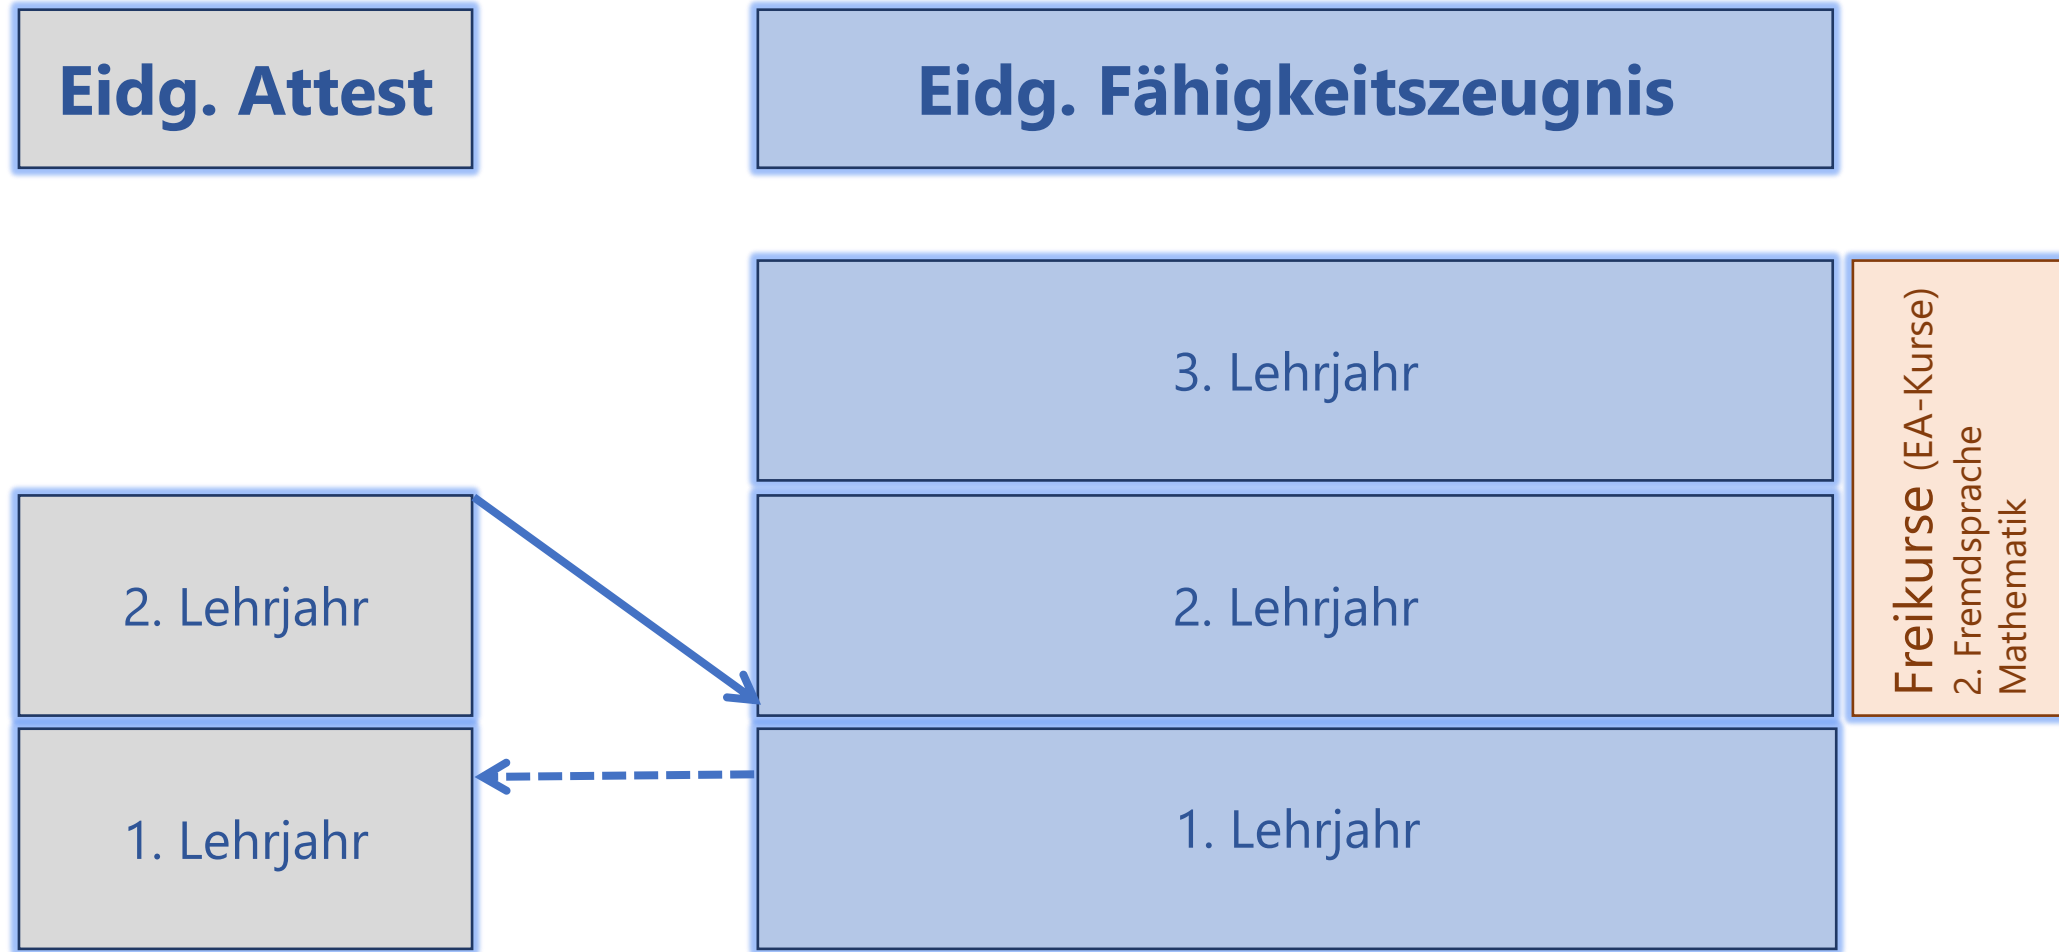 Eidg. Attest
Eidg. Fähigkeitszeugnis
3. Lehrjahr
2. Lehrjahr
2. Lehrjahr
1. Lehrjahr
1. Lehrjahr
Freikurse (EA-Kurse)
2. Fremdsprache
Mathematik